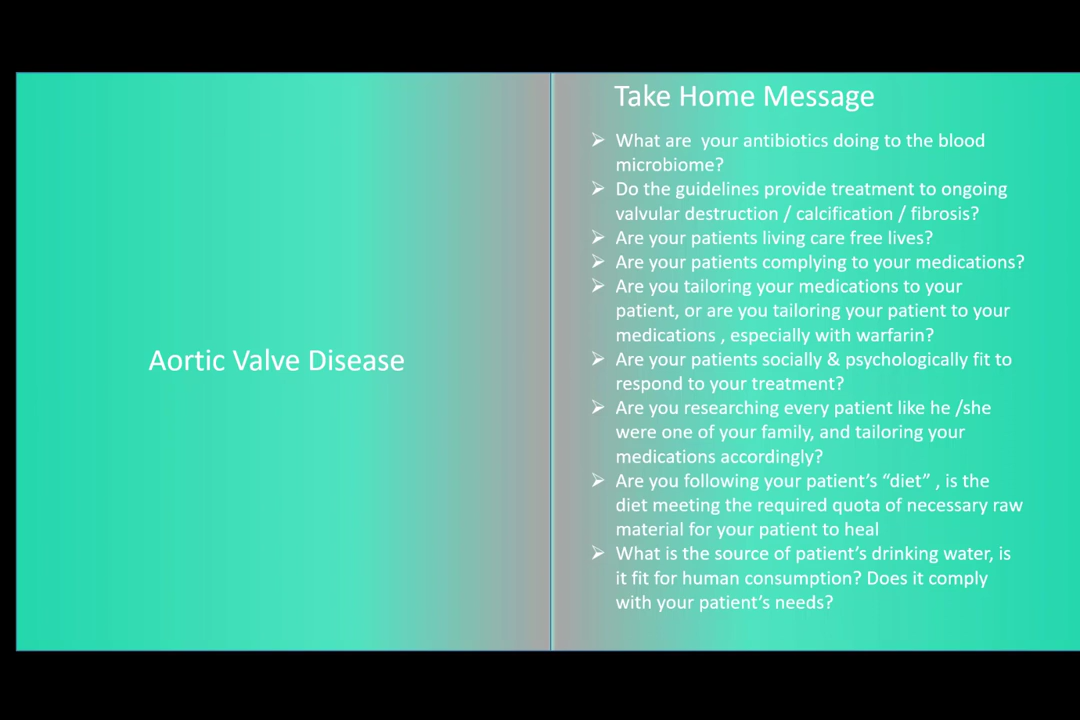 Aortic Valve Disease
Take Home Message
➢ What are  your antibiotics doing to the blood
microbiome?
➢ Do the guidelines provide treatment to ongoing
valvular destruction / calcification / fibrosis?
➢ Are your patients living care free lives?
➢ Are your patients complying to your medications?
➢ Are you tailoring your medications to your
patient, or are you tailoring your patient to your
medications , especially with warfarin?
➢ Are your patients socially & psychologically fit to
respond to your treatment?
➢ Are you researching every patient like he /she
were one of your family, and tailoring your
medications accordingly?
➢ Are you following your patient’s “diet” , is the
diet meeting the required quota of necessary raw
material for your patient to heal
➢ What is the source of patient’s drinking water, is
it fit for human consumption? Does it comply
with your patient’s needs?